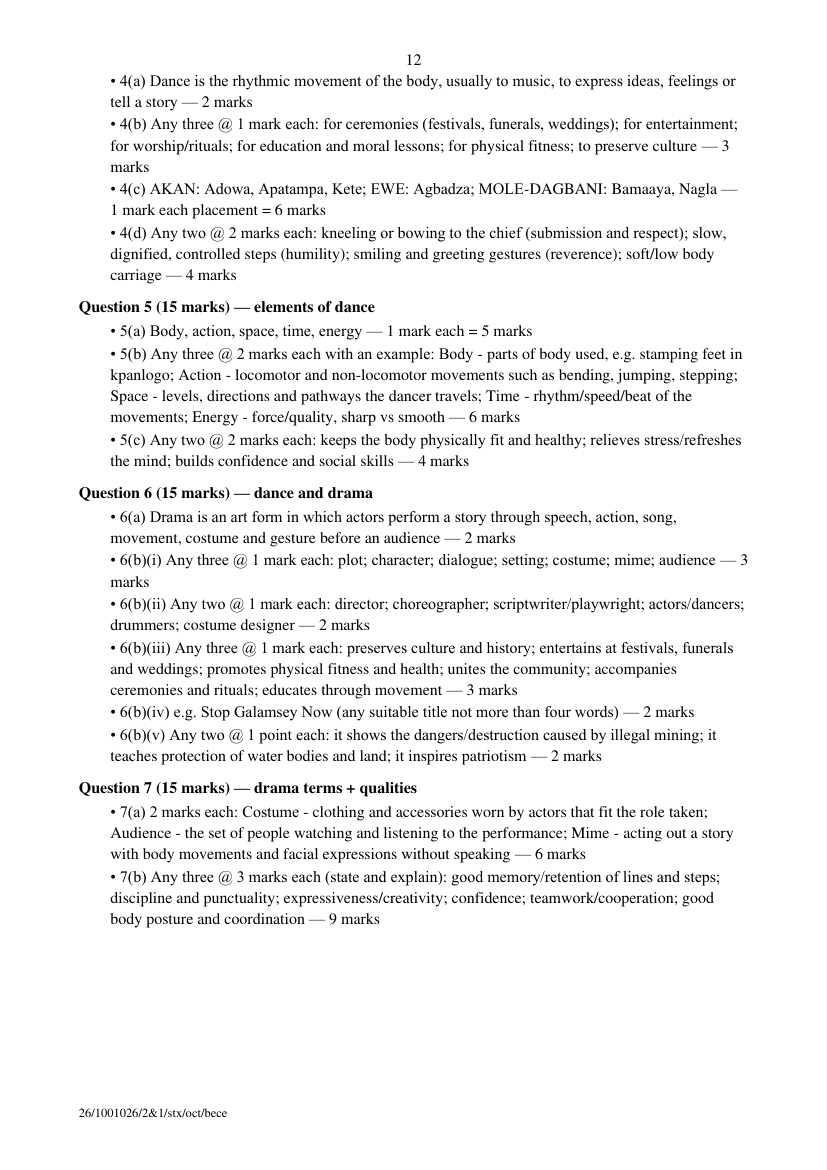 12
• 4(a) Dance is the rhythmic movement of the body, usually to music, to express ideas, feelings or
tell a story — 2 marks
• 4(b) Any three @ 1 mark each: for ceremonies (festivals, funerals, weddings); for entertainment;
for worship/rituals; for education and moral lessons; for physical fitness; to preserve culture — 3
marks
• 4(c) AKAN: Adowa, Apatampa, Kete; EWE: Agbadza; MOLE-DAGBANI: Bamaaya, Nagla —
1 mark each placement = 6 marks
• 4(d) Any two @ 2 marks each: kneeling or bowing to the chief (submission and respect); slow,
dignified, controlled steps (humility); smiling and greeting gestures (reverence); soft/low body
carriage — 4 marks
Question 5 (15 marks) — elements of dance
• 5(a) Body, action, space, time, energy — 1 mark each = 5 marks
• 5(b) Any three @ 2 marks each with an example: Body - parts of body used, e.g. stamping feet in
kpanlogo; Action - locomotor and non-locomotor movements such as bending, jumping, stepping;
Space - levels, directions and pathways the dancer travels; Time - rhythm/speed/beat of the
movements; Energy - force/quality, sharp vs smooth — 6 marks
• 5(c) Any two @ 2 marks each: keeps the body physically fit and healthy; relieves stress/refreshes
the mind; builds confidence and social skills — 4 marks
Question 6 (15 marks) — dance and drama
• 6(a) Drama is an art form in which actors perform a story through speech, action, song,
movement, costume and gesture before an audience — 2 marks
• 6(b)(i) Any three @ 1 mark each: plot; character; dialogue; setting; costume; mime; audience — 3
marks
• 6(b)(ii) Any two @ 1 mark each: director; choreographer; scriptwriter/playwright; actors/dancers;
drummers; costume designer — 2 marks
• 6(b)(iii) Any three @ 1 mark each: preserves culture and history; entertains at festivals, funerals
and weddings; promotes physical fitness and health; unites the community; accompanies
ceremonies and rituals; educates through movement — 3 marks
• 6(b)(iv) e.g. Stop Galamsey Now (any suitable title not more than four words) — 2 marks
• 6(b)(v) Any two @ 1 point each: it shows the dangers/destruction caused by illegal mining; it
teaches protection of water bodies and land; it inspires patriotism — 2 marks
Question 7 (15 marks) — drama terms + qualities
• 7(a) 2 marks each: Costume - clothing and accessories worn by actors that fit the role taken;
Audience - the set of people watching and listening to the performance; Mime - acting out a story
with body movements and facial expressions without speaking — 6 marks
• 7(b) Any three @ 3 marks each (state and explain): good memory/retention of lines and steps;
discipline and punctuality; expressiveness/creativity; confidence; teamwork/cooperation; good
body posture and coordination — 9 marks
26/1001026/2&1/stx/oct/bece